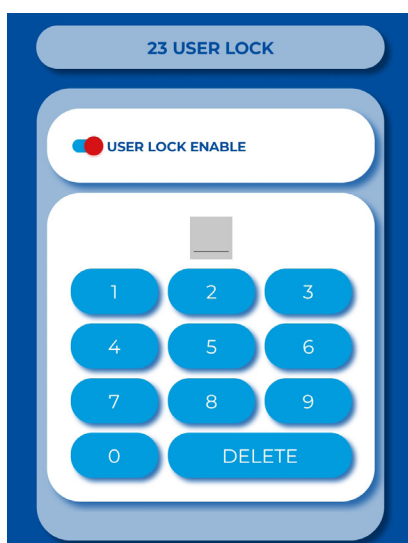 23 USER LOCK
USER LOCK ENABLE
1 2 3
4 5 6
7 8 9
0 DELETE